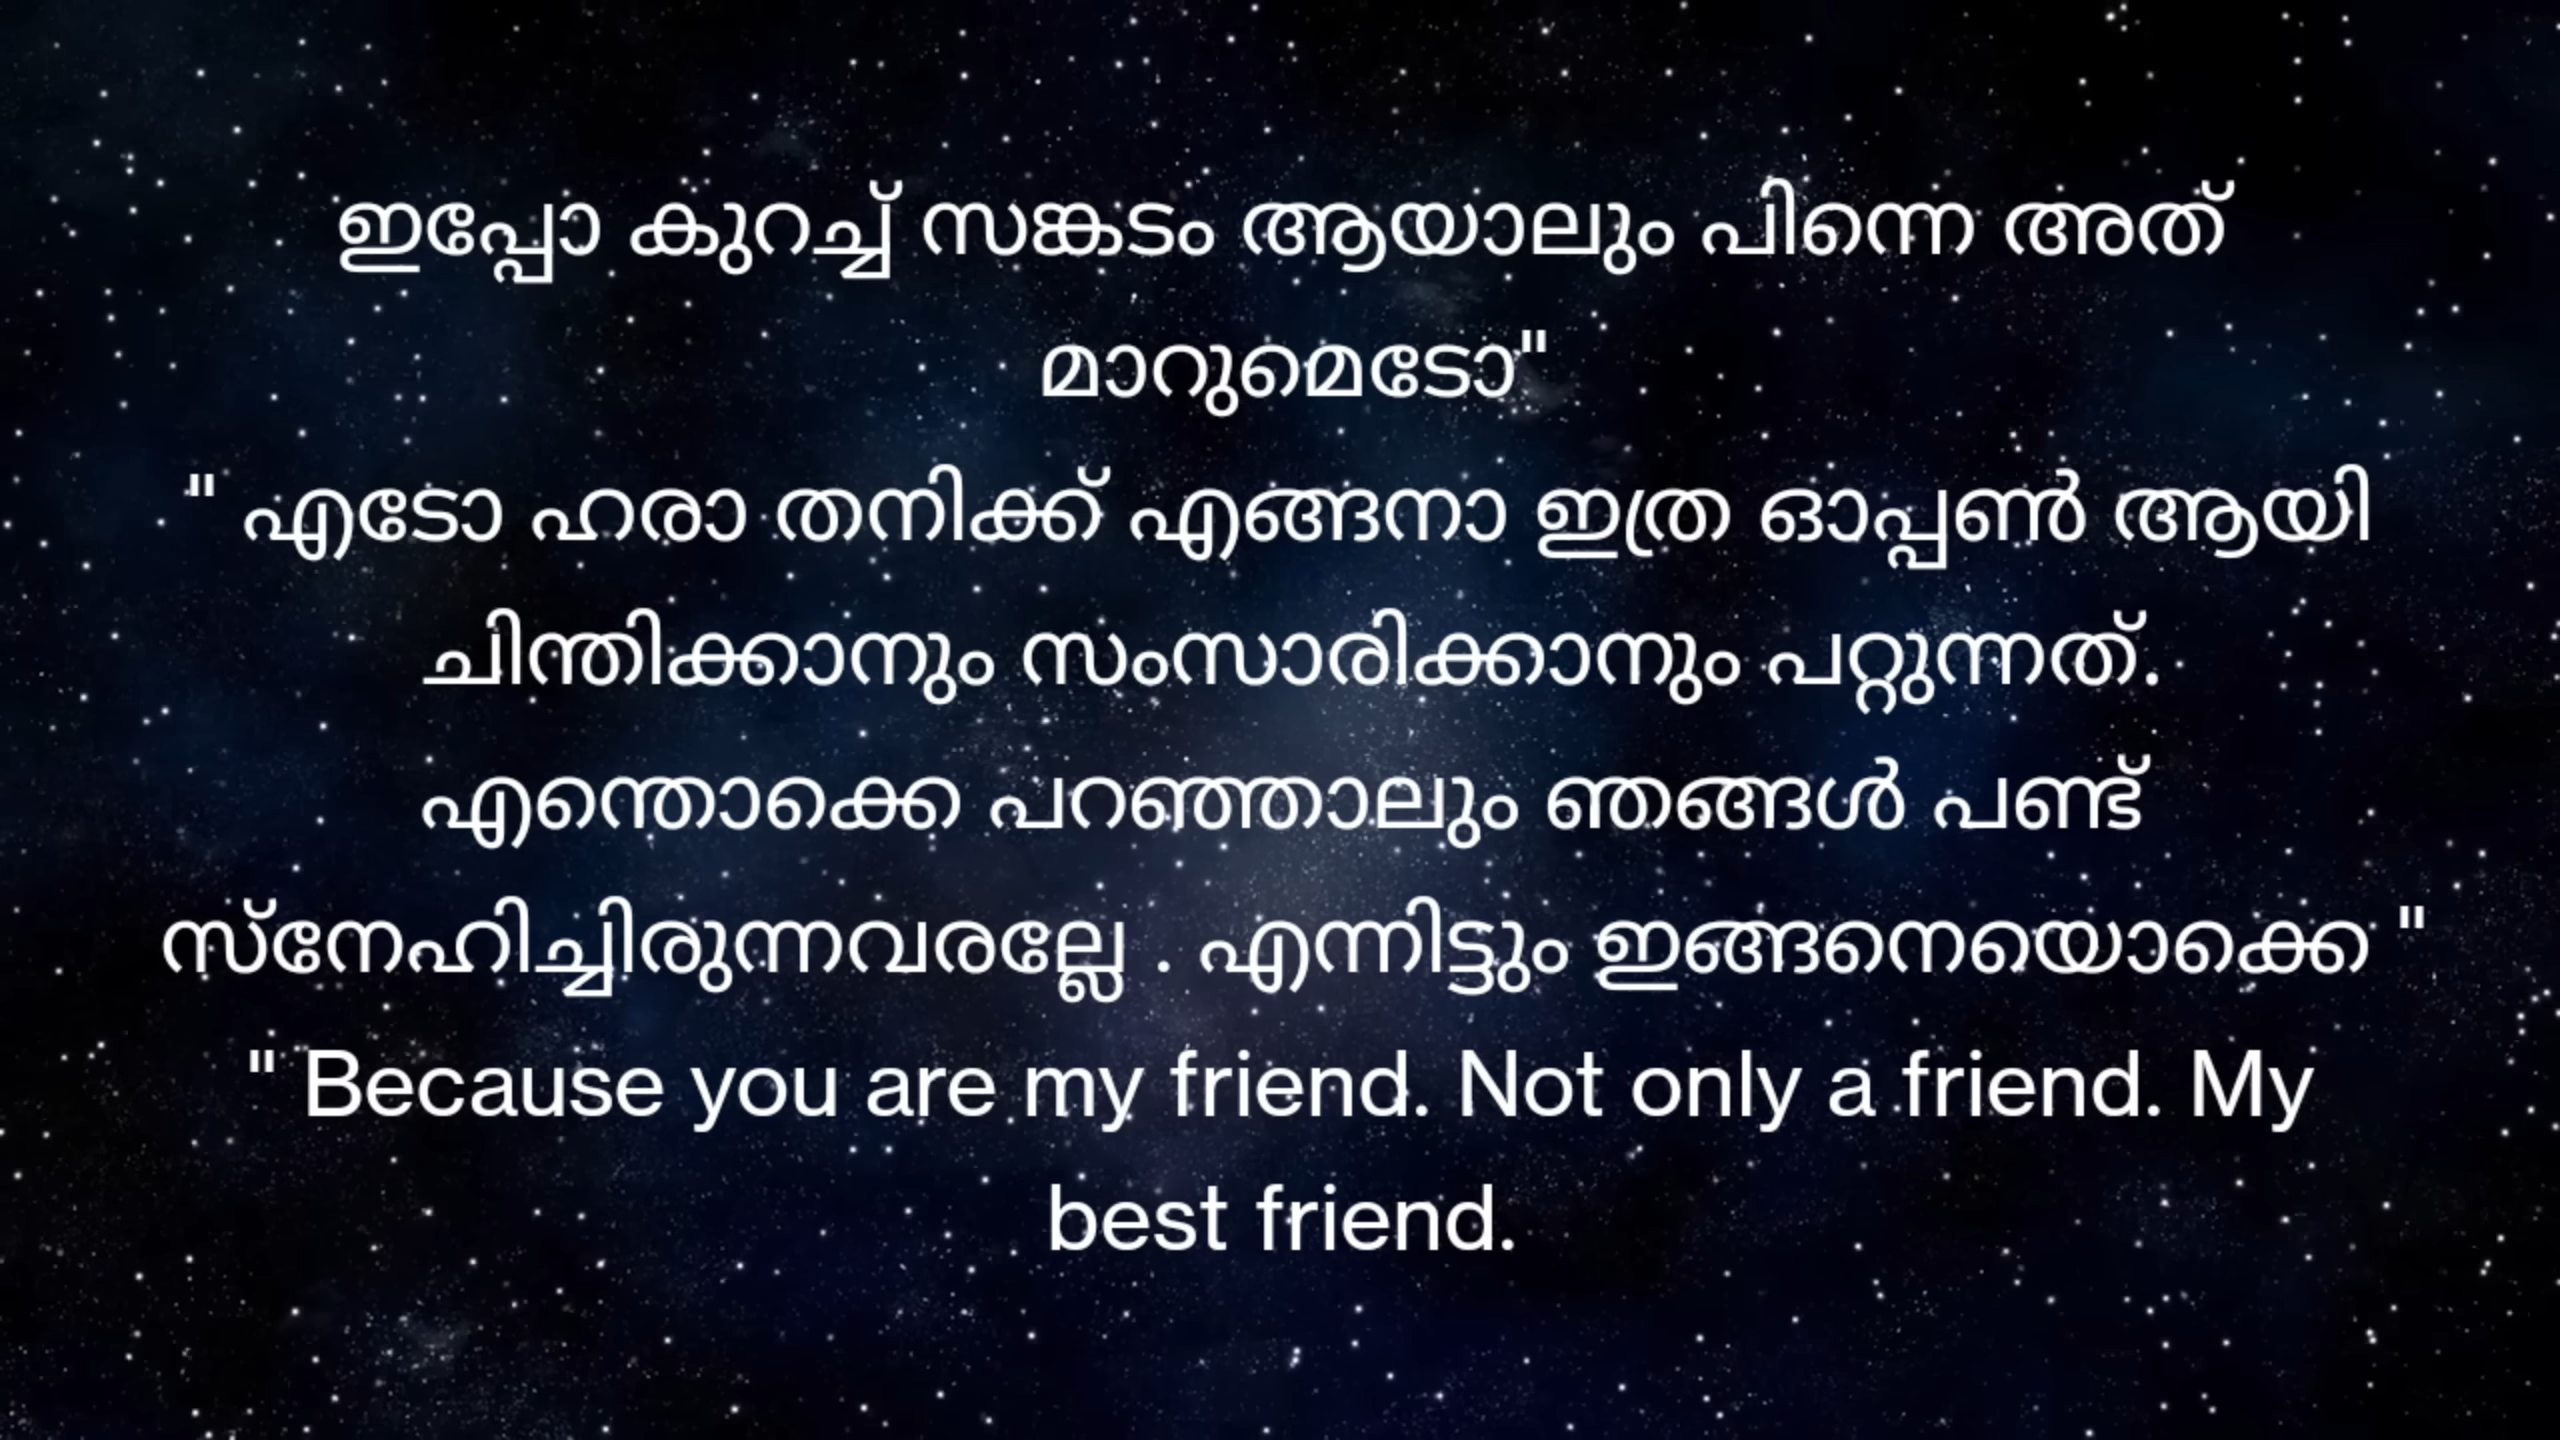 ഇപ്പോ കുറച്ച് സങ്കടം ആയാലും പിന്നെ അത്
മാറുമെടോ"
" എടോ ഹരാ തനിക്ക് എങ്ങനാ ഇത്ര ഓപ്പൺ ആയി
ചിന്തിക്കാനും സംസാരിക്കാനും പറ്റുന്നത്.
എന്തൊക്കെ പറഞ്ഞാലും ഞങ്ങൾ പണ്ട്
സ്നേഹിച്ചിരുന്നവരല്ലേ . എന്നിട്ടും ഇങ്ങനെയൊക്കെ "
" Because you are my friend. Not only a friend. My
best friend.